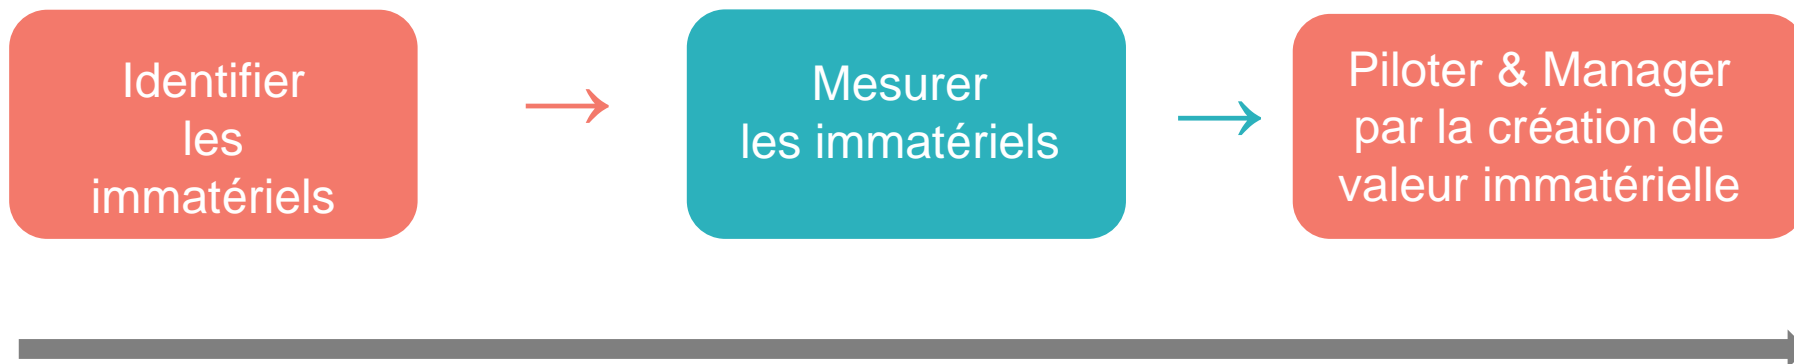 Identifier
les
immatériels
Mesurer
les immatériels
Piloter & Manager
par la création de
valeur immatérielle